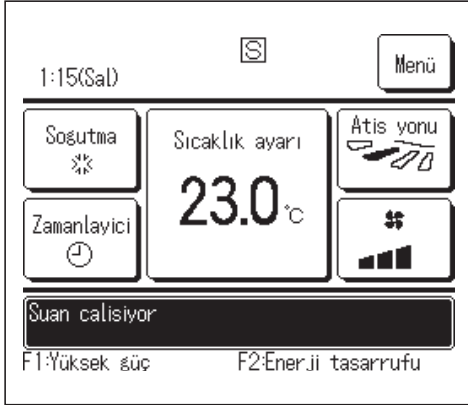 S
1:15(Sal)
Menü
Sogutma
Sıcaklık ayarı
Atis yonu
23.0 °C
Zamanlayici
Suan calisiyor
F1:Yüksek güç
F2:Enerji tasarrufu